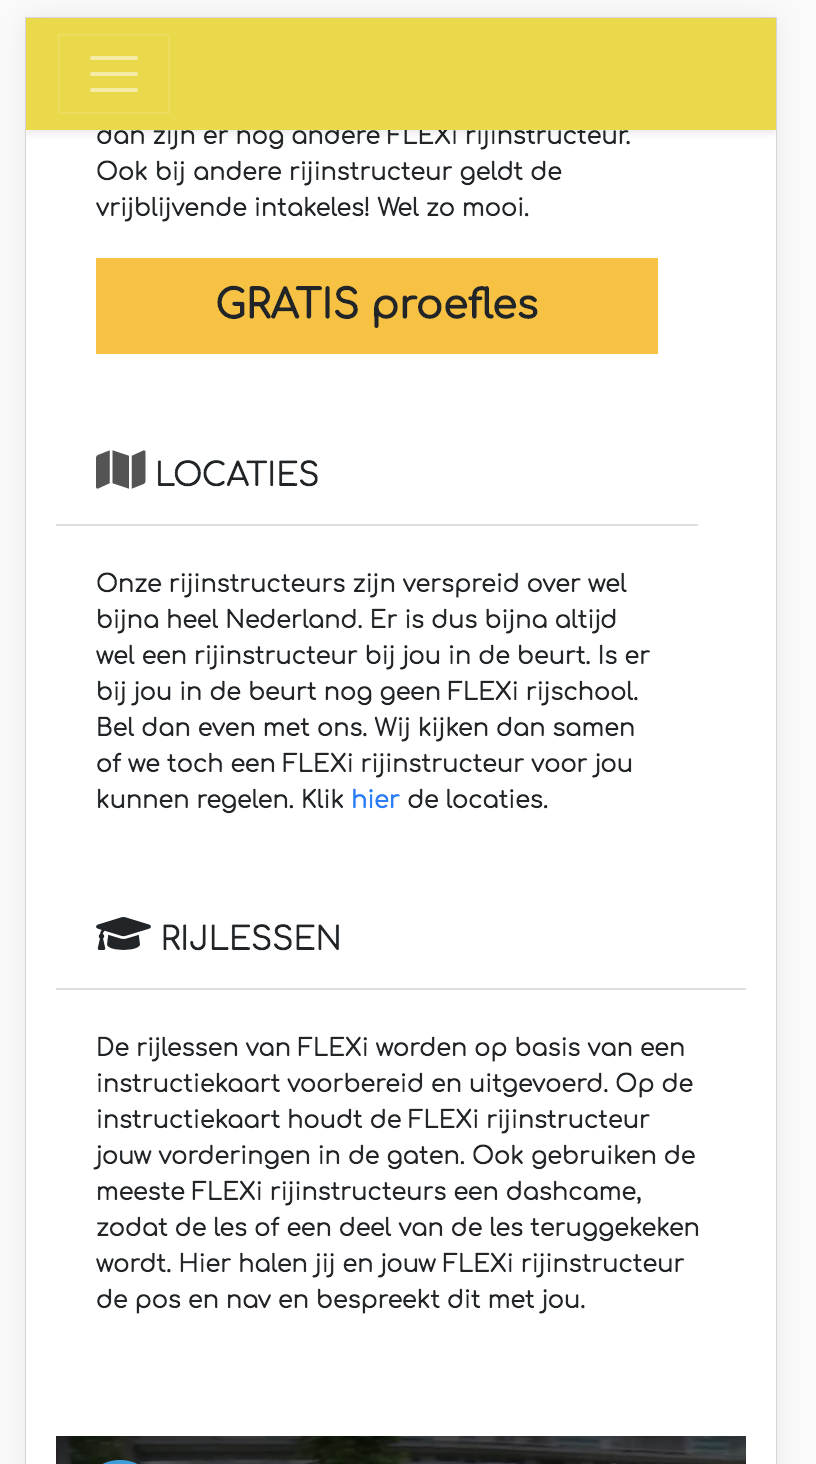 dan zijn er nog andere FLEXi rijinstructeur.
Ook bij andere rijinstructeur geldt de
vrijblijvende intakeles! Wel zo mooi.
GRATIS proefles
LOCATIES
Onze rijinstructeurs zijn verspreid over wel
bijna heel Nederland. Er is dus bijna altijd
wel een rijinstructeur bij jou in de beurt. Is er
bij jou in de beurt nog geen FLEXi rijschool.
Bel dan even met ons. Wij kijken dan samen
of we toch een FLEXi rijinstructeur voor jou
kunnen regelen. Klik hier de locaties.
RIJLESSEN
De rijlessen van FLEXi worden op basis van een
instructiekaart voorbereid en uitgevoerd. Op de
instructiekaart houdt de FLEXi rijinstructeur
jouw vorderingen in de gaten. Ook gebruiken de
meeste FLEXi rijinstructeurs een dashcame,
zodat de les of een deel van de les teruggekeken
wordt. Hier halen jij en jouw FLEXi rijinstructeur
de pos en nav en bespreekt dit met jou.